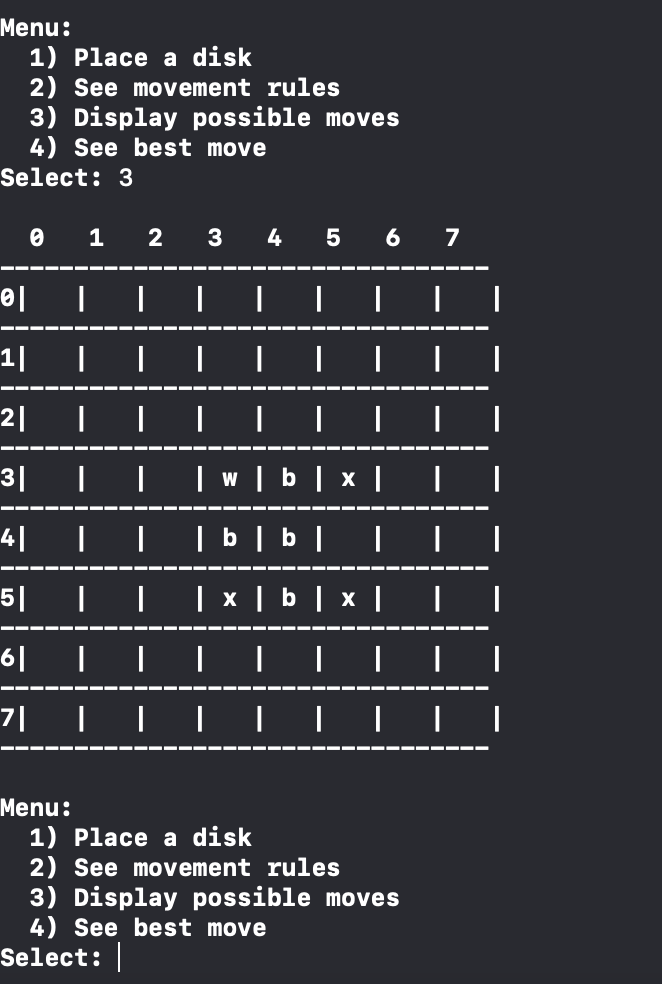 Menu:
  1) Place a disk
  2) See movement rules
  3) Display possible moves
  4) See best move
Select: 3

  0   1   2   3   4   5   6   7
---------------------------------
0|   |   |   |   |   |   |   |   |
---------------------------------
1|   |   |   |   |   |   |   |   |
---------------------------------
2|   |   |   |   |   |   |   |   |
---------------------------------
3|   |   |   | w | b | x |   |   |
---------------------------------
4|   |   |   | b | b |   |   |   |
---------------------------------
5|   |   |   | x | b | x |   |   |
---------------------------------
6|   |   |   |   |   |   |   |   |
---------------------------------
7|   |   |   |   |   |   |   |   |
---------------------------------

Menu:
  1) Place a disk
  2) See movement rules
  3) Display possible moves
  4) See best move
Select: